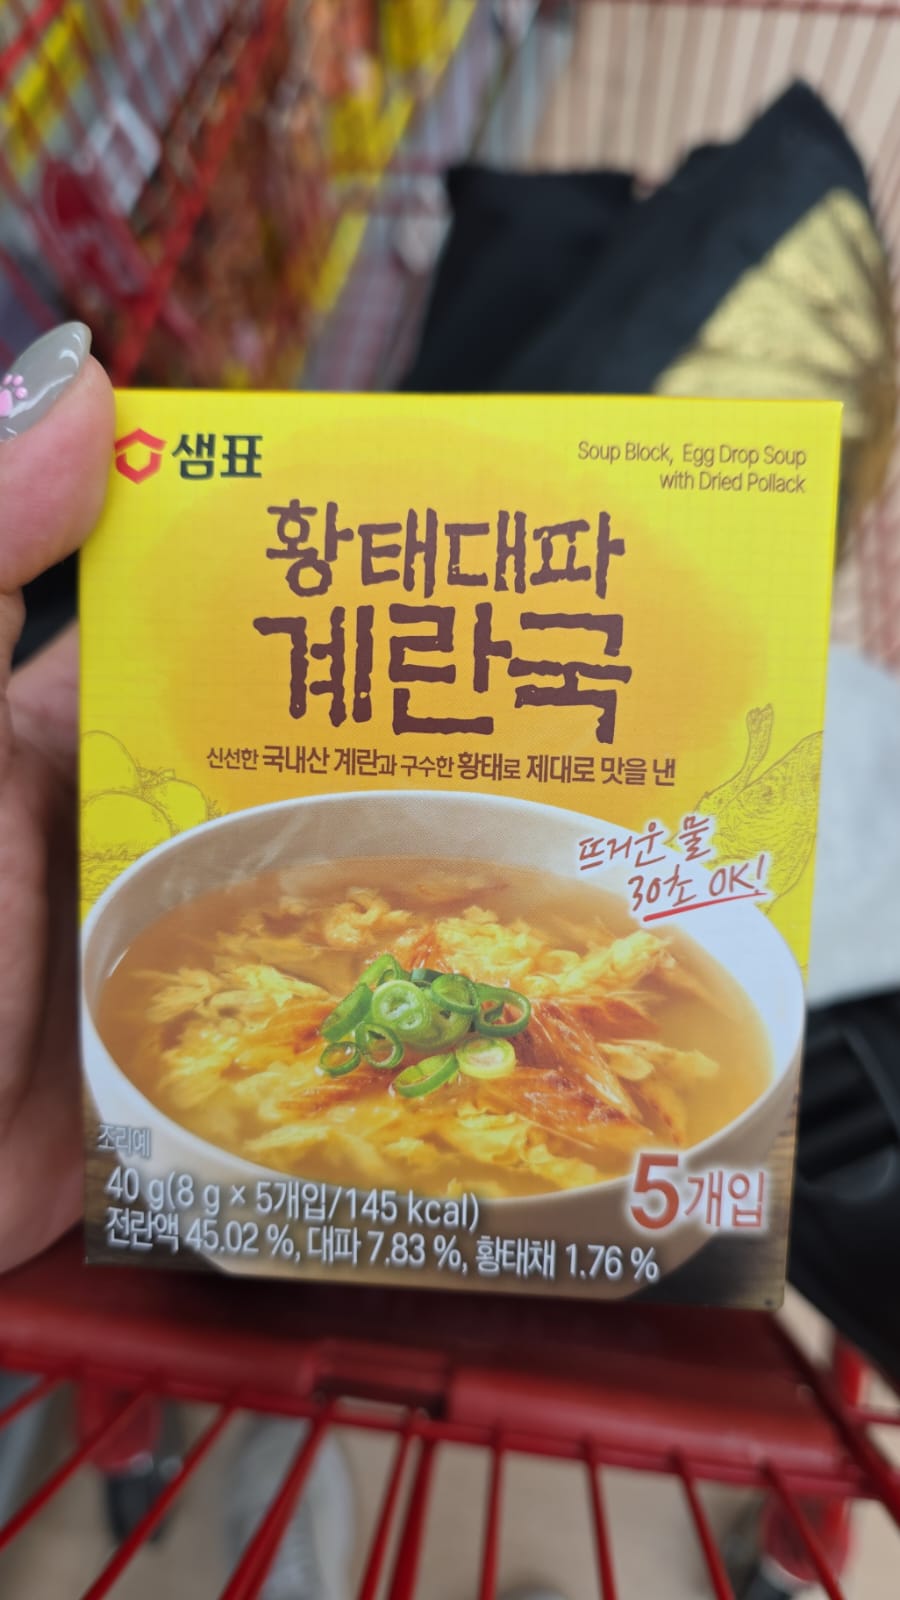 샘표
Soup Block, Egg Drop Soup
with Dried Pollack
황태대파
계란국
신선한 국내산 계란과 구수한 황태로 제대로 맛을 낸
뜨거운 물
30초 OK!
조리예
40 g(8 g × 5개입/145 kcal)
전란액 45.02 %, 대파 7.83 %, 황태채 1.76 %
5개입